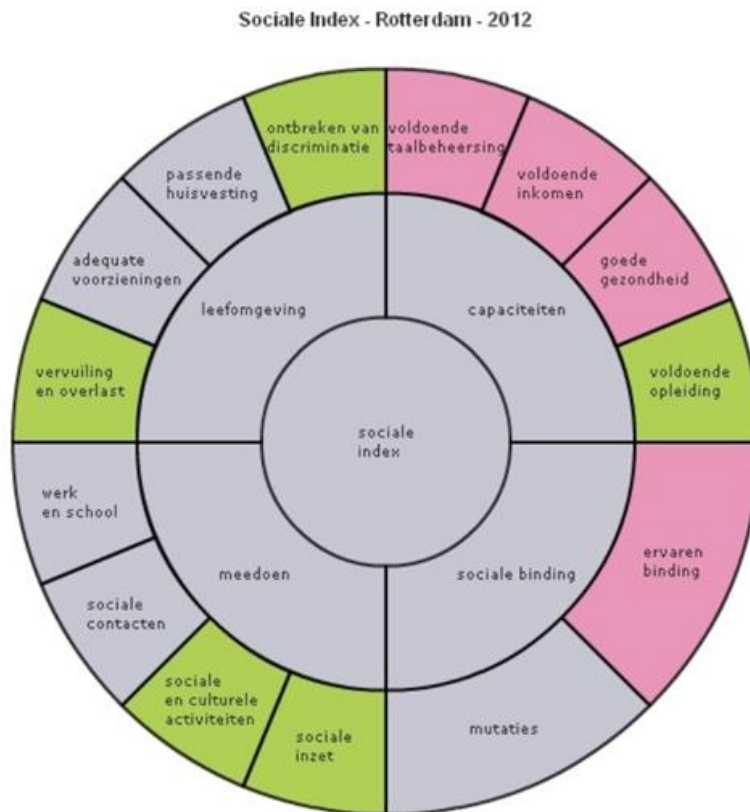 Sociale Index - Rotterdam - 2012
ontbreken van
discriminatie
voldoende
taalbeheersing
passende
huisvesting
voldoende
inkomen
adequate
voorzieningen
goede
gezondheid
leefomgeving
capaciteiten
vervuiling
en overlast
voldoende
opleiding
sociale
index
werk
en school
ervaren
binding
meedoen
sociale binding
sociale
contacten
sociale
en culturele
activiteiten
sociale
inzet
mutaties